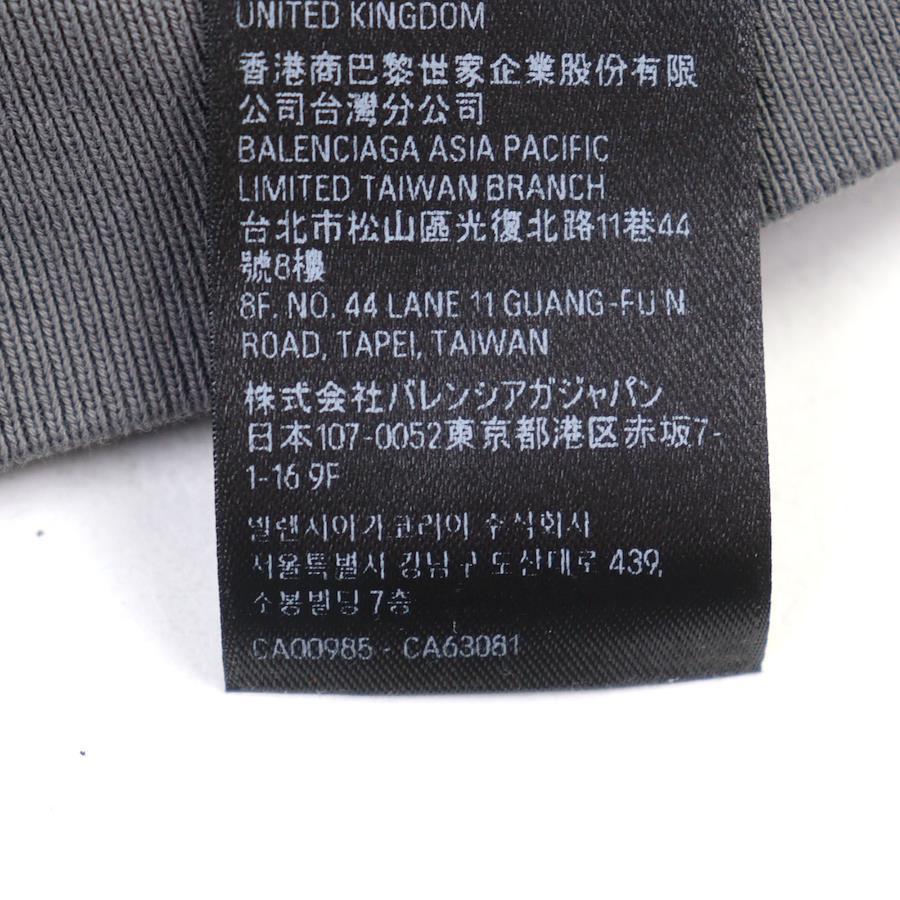 UNITED KINGDOM
香港商巴黎世家企業股份有限
公司台灣分公司
BALENCIAGA ASIA PACIFIC
LIMITED TAIWAN BRANCH
台北市松山區光復北路11巷44
號8樓
8F. NO. 44 LANE 11 GUANG-FU N.
ROAD, TAPEI, TAIWAN
株式会社バレンシアガジャパン
日本107-0052東京都港区赤坂7-
1-16 9F
발렌시아가코리아 주식회사
서울특별시 강남구 도산대로 439,
소봉빌딩 7층
CA00985 - CA63081